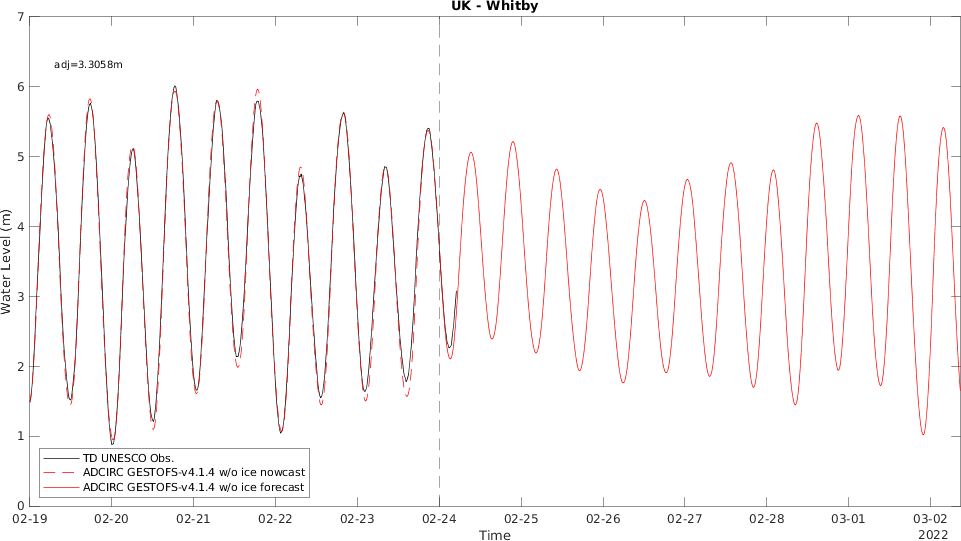 UK - Whitby
7
adj=3.3058m
6
5
4
3
2
1
0
Water Level (m)
TD UNESCO Obs.
ADCIRC GESTOFS-v4.1.4 w/o ice nowcast
ADCIRC GESTOFS-v4.1.4 w/o ice forecast
02-19 02-20 02-21 02-22 02-23 02-24 02-25 02-26 02-27 02-28 03-01 03-02
Time
2022